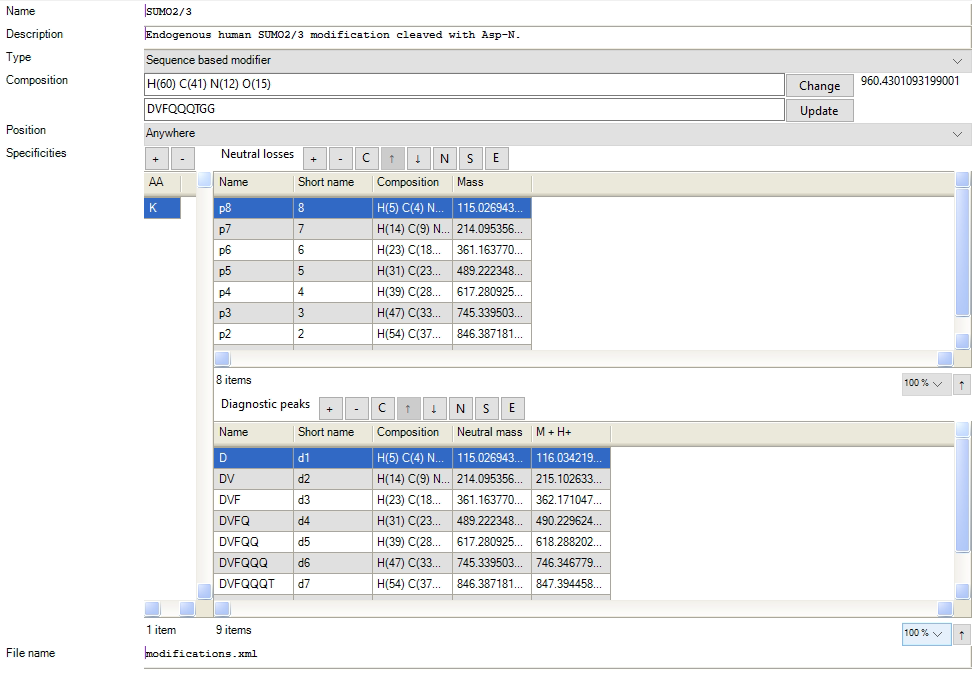 Name SUMO2/3
Description Endogenous human SUMO2/3 modification cleaved with Asp-N.
Type Sequence based modifier
Composition H(60) C(41) N(12) O(15) Change 960.4301093199001
DVFQQQTGG Update
Position Anywhere
Specificities + - Neutral losses + - C ↑ ↓ N S E
AA Name Short name Composition Mass
K p8 8 H(5) C(4) N... 115.026943...
p7 7 H(14) C(9) N... 214.095356...
p6 6 H(23) C(18... 361.163770...
p5 5 H(31) C(23... 489.222348...
p4 4 H(39) C(28... 617.280925...
p3 3 H(47) C(33... 745.339503...
p2 2 H(54) C(37... 846.387181...
8 items 100 % ↑
Diagnostic peaks + - C ↑ ↓ N S E
Name Short name Composition Neutral mass M + H+
D d1 H(5) C(4) N... 115.026943... 116.034219...
DV d2 H(14) C(9) N... 214.095356... 215.102633...
DVF d3 H(23) C(18... 361.163770... 362.171047...
DVFQ d4 H(31) C(23... 489.222348... 490.229624...
DVFQQ d5 H(39) C(28... 617.280925... 618.288202...
DVFQQQ d6 H(47) C(33... 745.339503... 746.346779...
DVFQQQT d7 H(54) C(37... 846.387181... 847.394458...
1 item 9 items 100 % ↑
File name modifications.xml